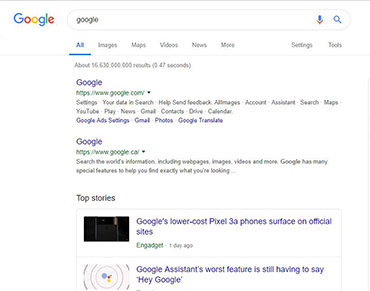 Google google
All Images Maps Videos News More Settings Tools
About 16,630,000,000 results (0.47 seconds)
Google
https://www.google.com/
Settings · Your data in Search · Help Send feedback. AllImages · Account · Assistant · Search · Maps ·
YouTube · Play · News · Gmail · Contacts · Drive · Calendar.
Google Ads Settings · Gmail · Photos · Google Translate
Google
https://www.google.ca/
Search the world's information, including webpages, images, videos and more. Google has many
special features to help you find exactly what you're looking ...
Top stories
Google's lower-cost Pixel 3a phones surface on official
sites
Engadget · 1 day ago
Google Assistant's worst feature is still having to say
'Hey Google'